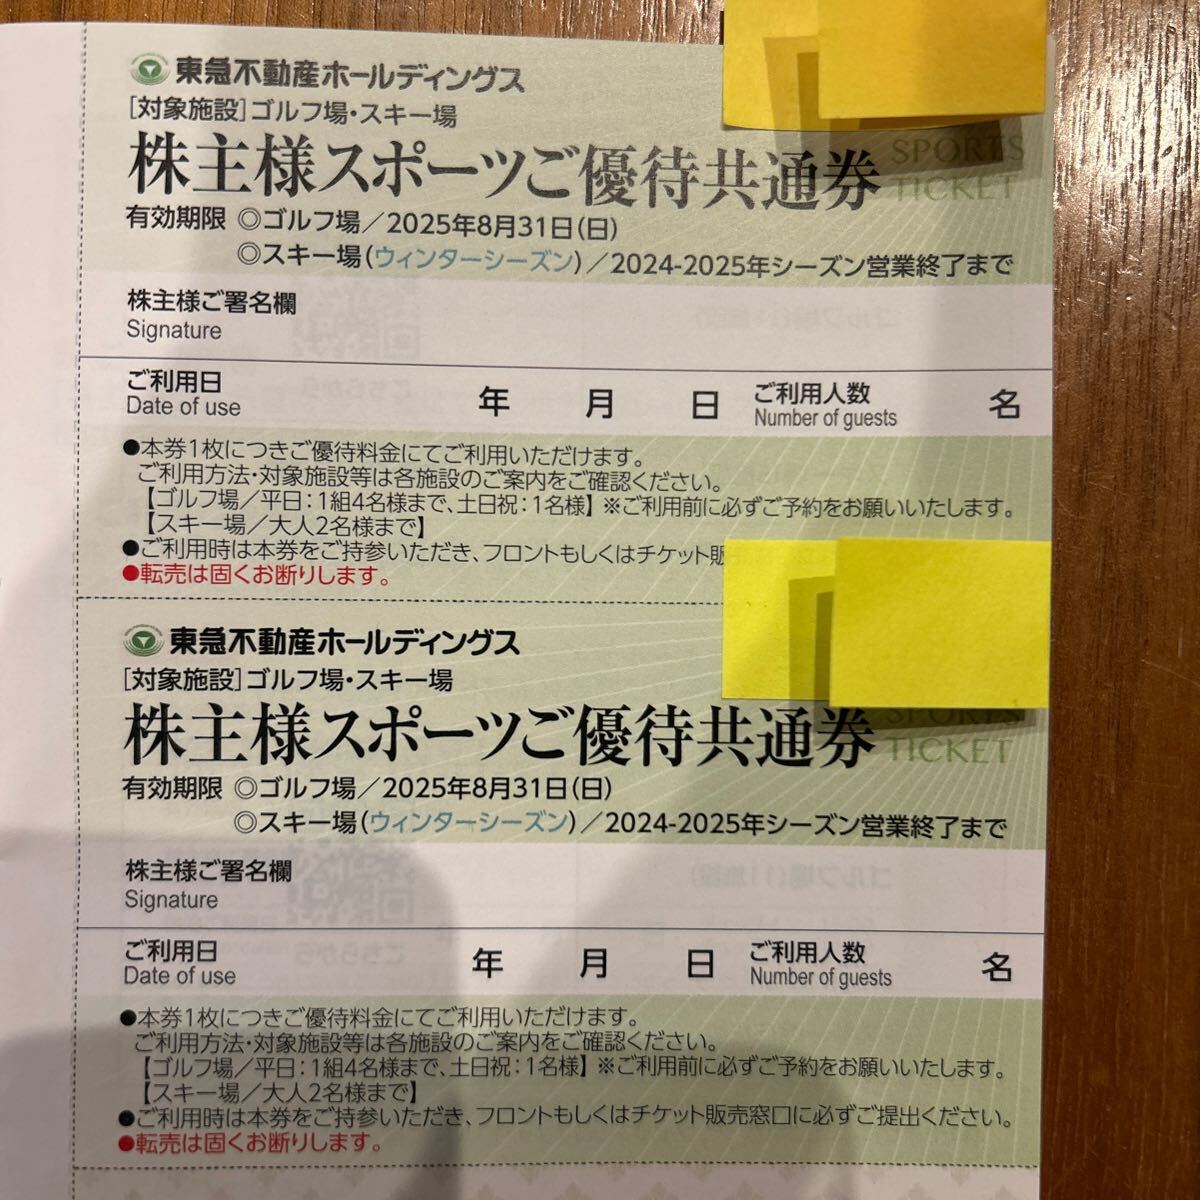 東急不動産ホールディングス
[対象施設]ゴルフ場・スキー場
株主様スポーツご優待共通券
SPORTS
TICKET
有効期限 ◎ゴルフ場／2025年8月31日(日)
◎スキー場(ウィンターシーズン)／2024-2025年シーズン営業終了まで
株主様ご署名欄
Signature
ご利用日 年 月 日 ご利用人数 名
Date of use Number of guests
●本券1枚につきご優待料金にてご利用いただけます。
ご利用方法・対象施設等は各施設のご案内をご確認ください。
【ゴルフ場／平日：1組4名様まで、土日祝：1名様】 ※ご利用前に必ずご予約をお願いいたします。
【スキー場／大人2名様まで】
●ご利用時は本券をご持参いただき、フロントもしくはチケット販
●転売は固くお断りします。
東急不動産ホールディングス
[対象施設]ゴルフ場・スキー場
株主様スポーツご優待共通券
SPORTS
TICKET
有効期限 ◎ゴルフ場／2025年8月31日(日)
◎スキー場(ウィンターシーズン)／2024-2025年シーズン営業終了まで
株主様ご署名欄
Signature
ご利用日 年 月 日 ご利用人数 名
Date of use Number of guests
●本券1枚につきご優待料金にてご利用いただけます。
ご利用方法・対象施設等は各施設のご案内をご確認ください。
【ゴルフ場／平日：1組4名様まで、土日祝：1名様】 ※ご利用前に必ずご予約をお願いいたします。
【スキー場／大人2名様まで】
●ご利用時は本券をご持参いただき、フロントもしくはチケット販売窓口に必ずご提出ください。
●転売は固くお断りします。